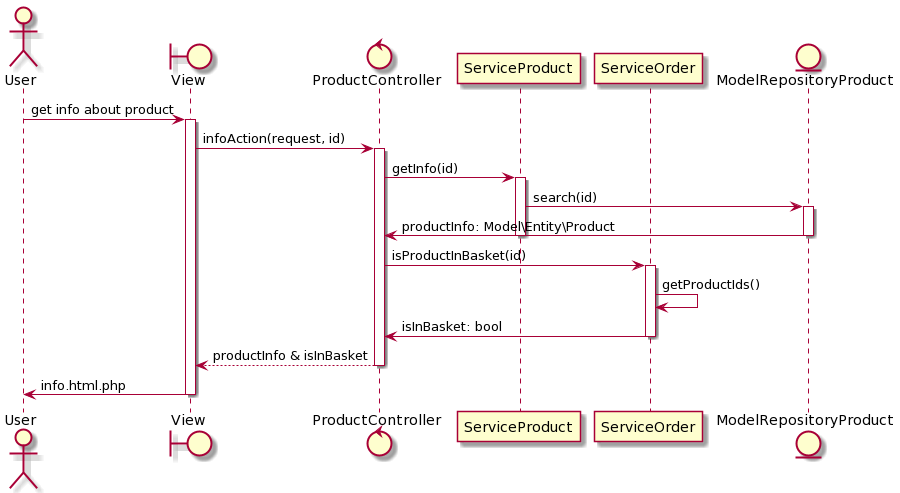 User
View
ProductController
ServiceProduct
ServiceOrder
ModelRepositoryProduct
get info about product
infoAction(request, id)
getInfo(id)
search(id)
productInfo: Model\Entity\Product
isProductInBasket(id)
getProductIds()
isInBasket: bool
productInfo & isInBasket
info.html.php
User
View
ProductController
ServiceProduct
ServiceOrder
ModelRepositoryProduct